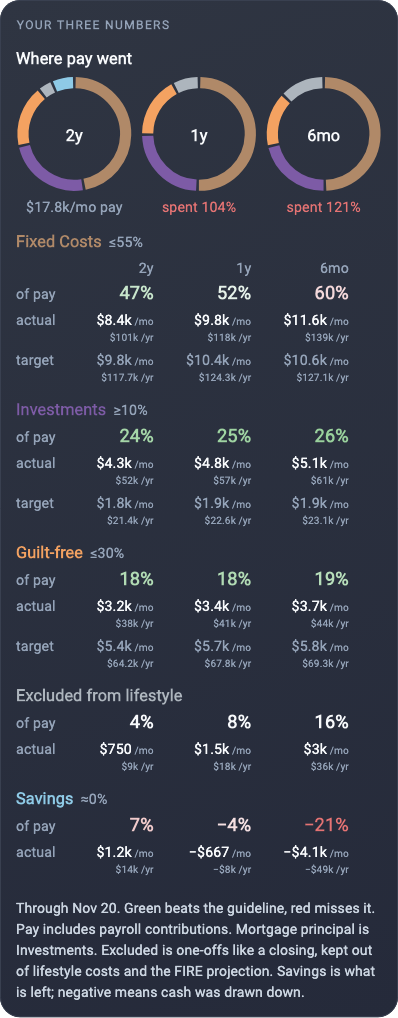 YOUR THREE NUMBERS
Where pay went
2y 1y 6mo
$17.8k/mo pay spent 104% spent 121%
Fixed Costs ≤55%
2y 1y 6mo
of pay 47% 52% 60%
actual $8.4k /mo $9.8k /mo $11.6k /mo
$101k /yr $118k /yr $139k /yr
target $9.8k /mo $10.4k /mo $10.6k /mo
$117.7k /yr $124.3k /yr $127.1k /yr
Investments ≥10%
of pay 24% 25% 26%
actual $4.3k /mo $4.8k /mo $5.1k /mo
$52k /yr $57k /yr $61k /yr
target $1.8k /mo $1.9k /mo $1.9k /mo
$21.4k /yr $22.6k /yr $23.1k /yr
Guilt-free ≤30%
of pay 18% 18% 19%
actual $3.2k /mo $3.4k /mo $3.7k /mo
$38k /yr $41k /yr $44k /yr
target $5.4k /mo $5.7k /mo $5.8k /mo
$64.2k /yr $67.8k /yr $69.3k /yr
Excluded from lifestyle
of pay 4% 8% 16%
actual $750 /mo $1.5k /mo $3k /mo
$9k /yr $18k /yr $36k /yr
Savings ≈0%
of pay 7% −4% −21%
actual $1.2k /mo −$667 /mo −$4.1k /mo
$14k /yr −$8k /yr −$49k /yr
Through Nov 20. Green beats the guideline, red misses it.
Pay includes payroll contributions. Mortgage principal is
Investments. Excluded is one-offs like a closing, kept out
of lifestyle costs and the FIRE projection. Savings is what
is left; negative means cash was drawn down.